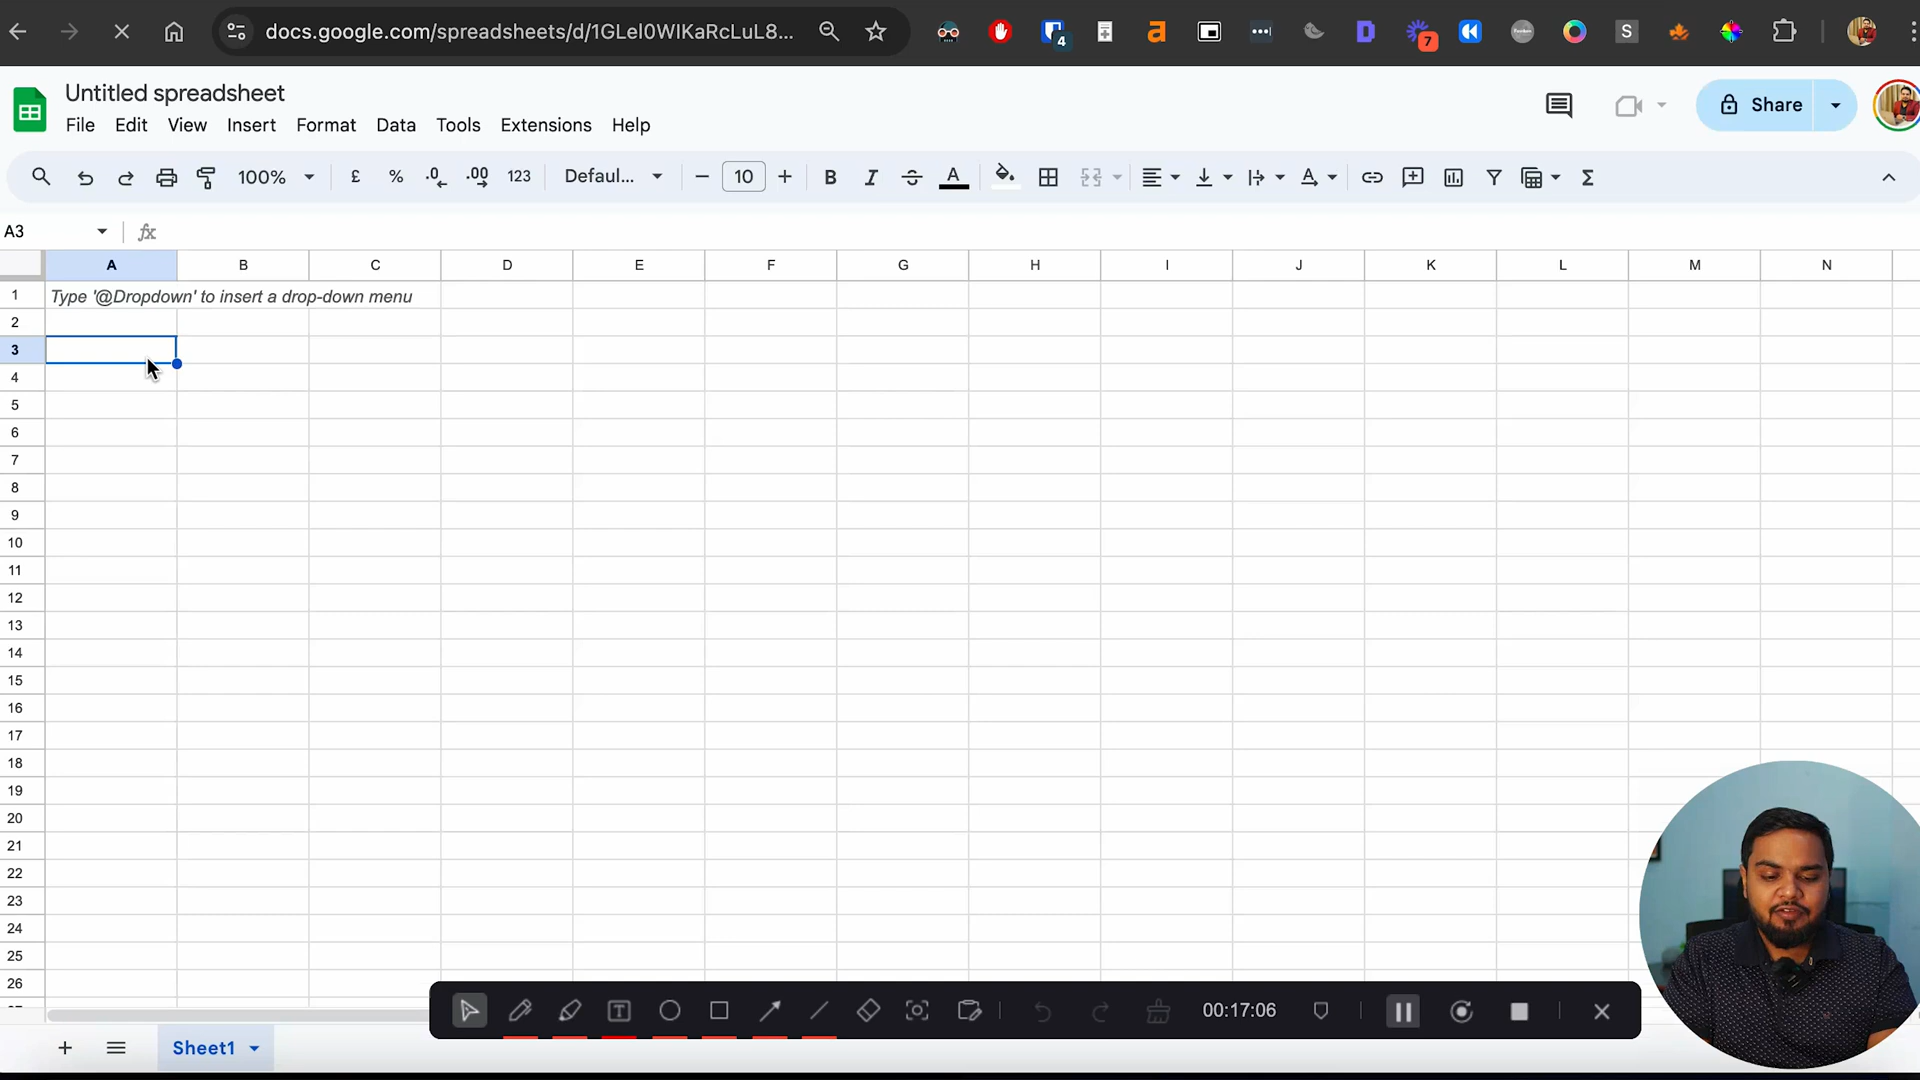 docs.google.com/spreadsheets/d/1GLel0WIKaRcLuL8...
4
a
D
7
S
Untitled spreadsheet
File Edit View Insert Format Data Tools Extensions Help
Share
100% £ % .0 .00 123 Defaul... 10 B I A A
A3 fx
A B C D E F G H I J K L M N
1 Type '@Dropdown' to insert a drop-down menu
2
3
4
5
6
7
8
9
10
11
12
13
14
15
16
17
18
19
20
21
22
23
24
25
26
T 00:17:06
Sheet1